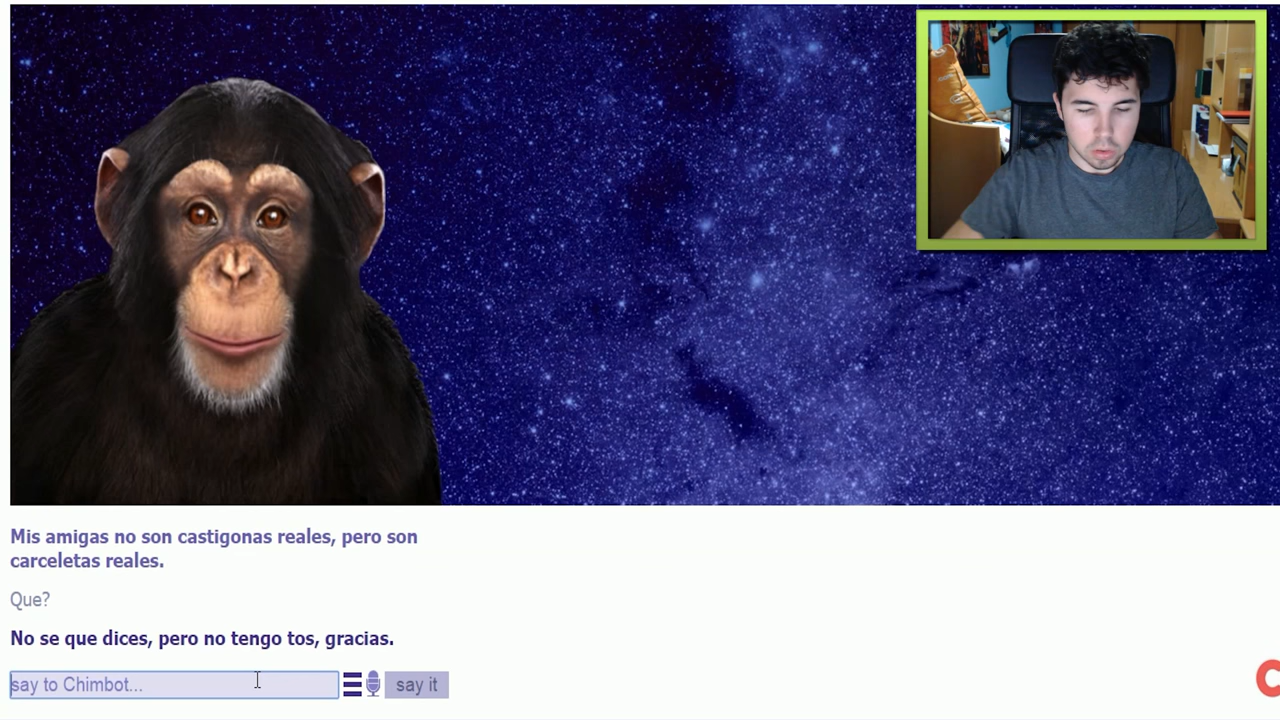 Mis amigas no son castigonas reales, pero son
carceletas reales.
Que?
No se que dices, pero no tengo tos, gracias.
say to Chimbot... say it